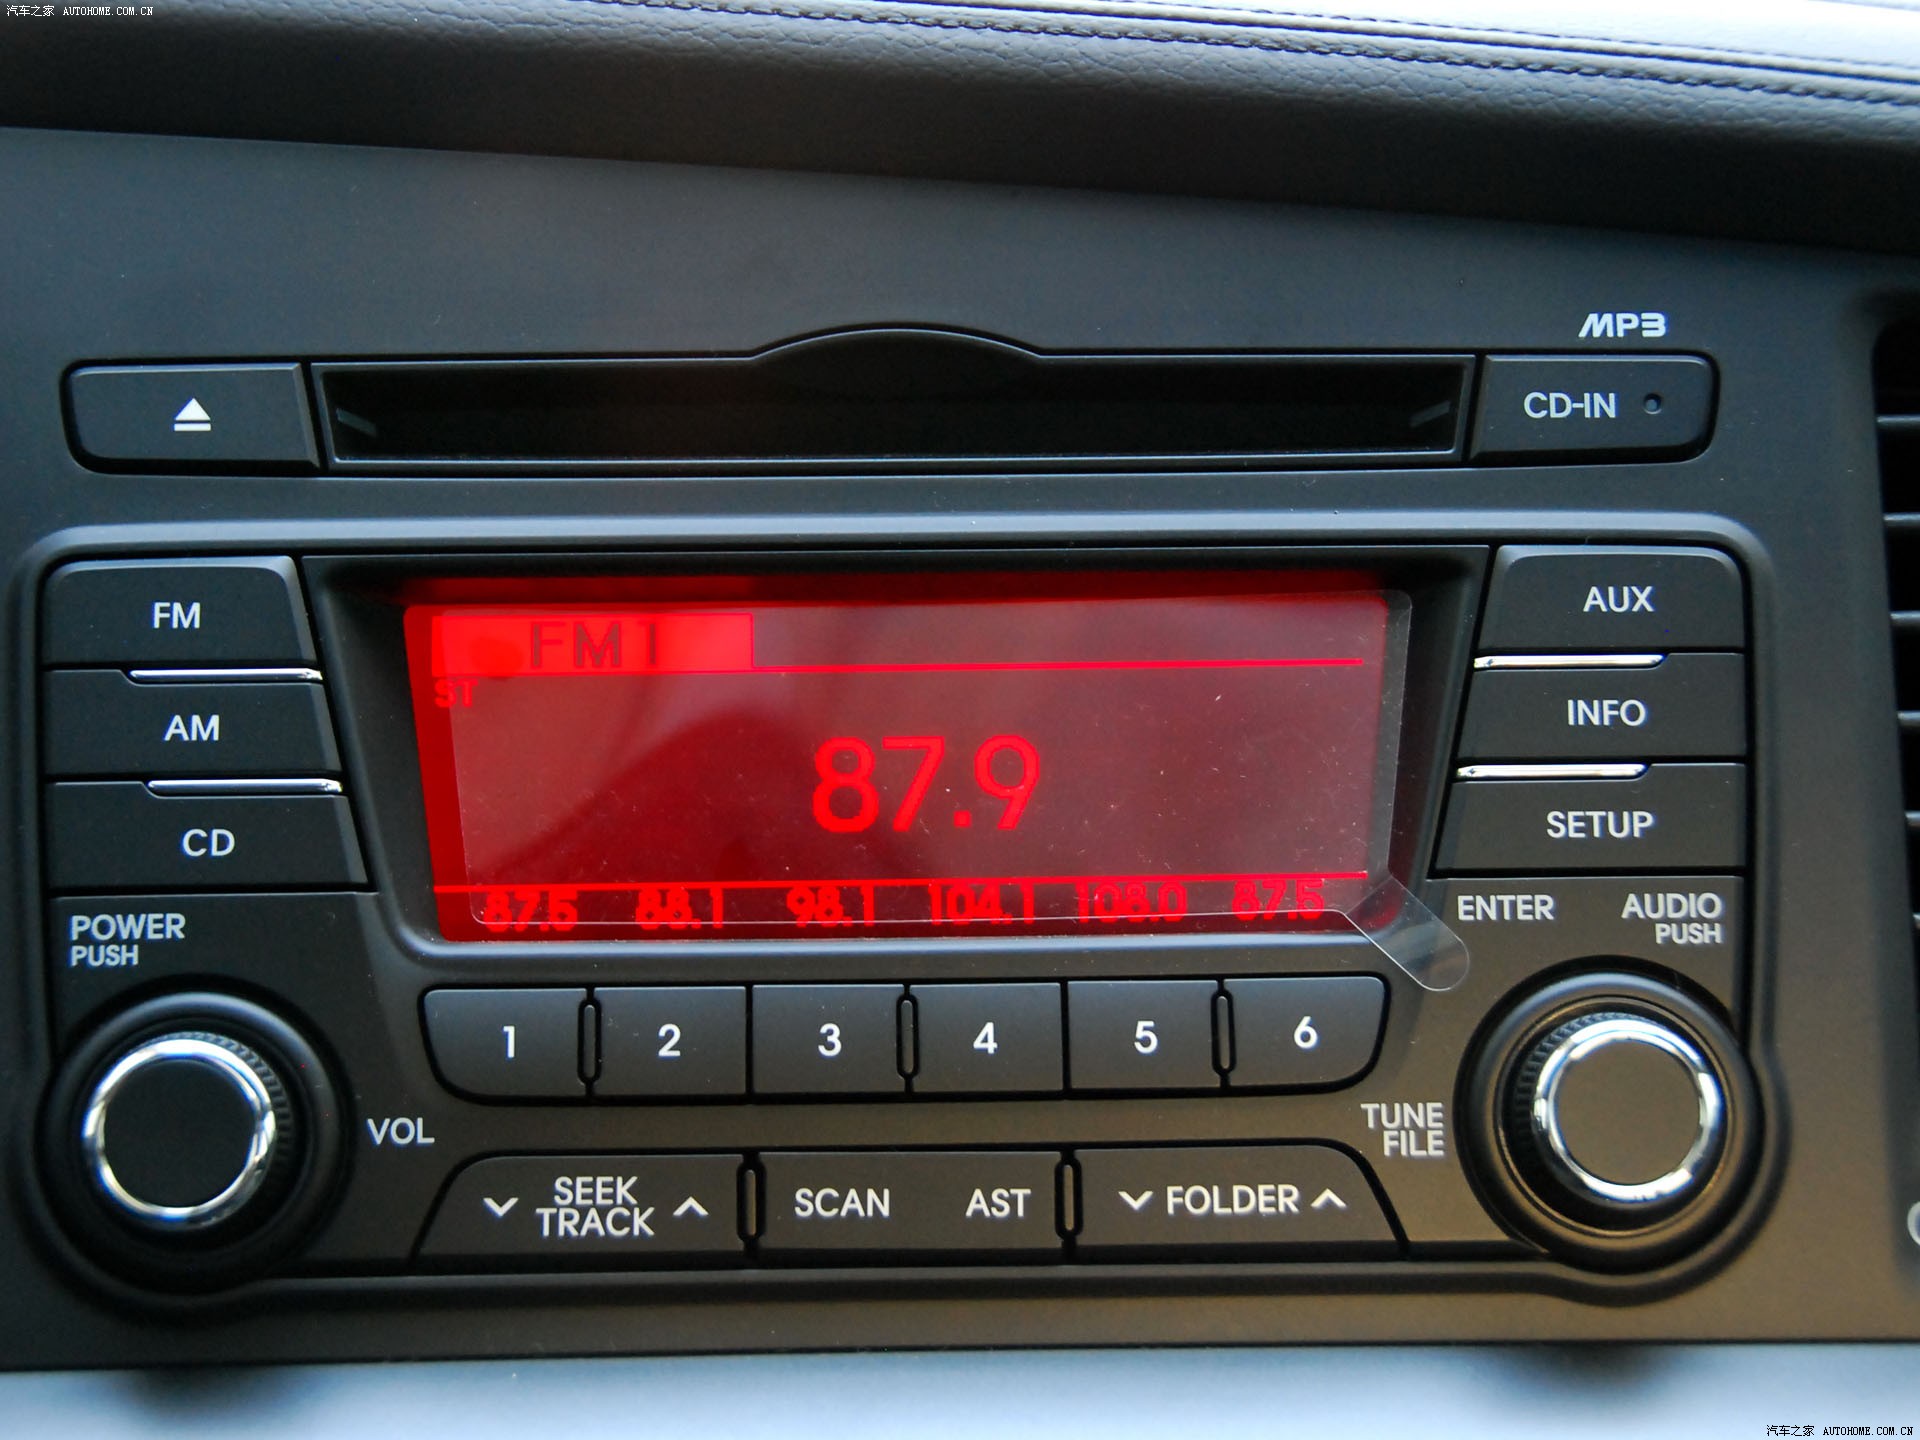 汽车之家 AUTOHOME.COM.CN
MP3
CD-IN
FM
AUX
FM1
ST
AM
INFO
87.9
CD
SETUP
87.5 88.1 98.1 104.1 108.0 87.5
POWER
PUSH
ENTER
AUDIO
PUSH
1 2 3 4 5 6
VOL
TUNE
FILE
SEEK
TRACK
SCAN AST
FOLDER
汽车之家 AUTOHOME.COM.CN